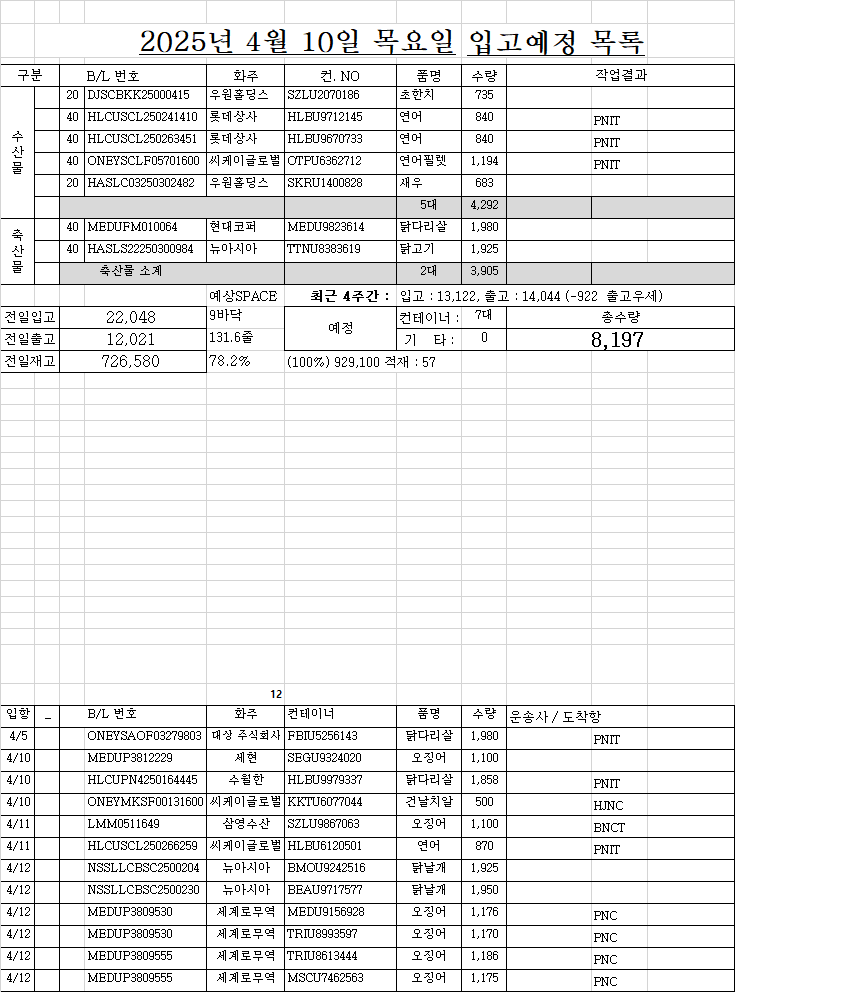 2025년 4월 10일 목요일 입고예정 목록
구분 B/L 번호 화주 컨. NO 품명 수량 작업결과
수산물
20 DJSCBKK25000415 우원홀딩스 SZLU2070186 초한치 735
40 HLCUSCL250241410 롯데상사 HLBU9712145 연어 840 PNIT
40 HLCUSCL250263451 롯데상사 HLBU9670733 연어 840 PNIT
40 ONEYSCLF05701600 씨케이글로벌 OTPU6362712 연어필렛 1,194 PNIT
20 HASLC03250302482 우원홀딩스 SKRU1400828 새우 683
5대 4,292
축산물
40 MEDUFM010064 현대코퍼 MEDU9823614 닭다리살 1,980
40 HASLS22250300984 뉴아시아 TTNU8383619 닭고기 1,925
축산물 소계 2대 3,905
예상SPACE 최근 4주간 : 입고 : 13,122, 출고 : 14,044 (-922 출고우세)
전일입고 22,048 9바닥 예정 컨테이너 : 7대 총수량
전일출고 12,021 131.6줄 기 타 : 0 8,197
전일재고 726,580 78.2% (100%) 929,100 적재 : 57
12
입항 _ B/L 번호 화주 컨테이너 품명 수량 운송사 / 도착항
4/5 ONEYSAOF03279803 대상 주식회사 FBIU5256143 닭다리살 1,980 PNIT
4/10 MEDUP3812229 세현 SEGU9324020 오징어 1,100
4/10 HLCUPN4250164445 수월한 HLBU9979337 닭다리살 1,858 PNIT
4/10 ONEYMKSF00131600 씨케이글로벌 KKTU6077044 건날치알 500 HJNC
4/11 LMM0511649 삼영수산 SZLU9867063 오징어 1,100 BNCT
4/11 HLCUSCL250266259 씨케이글로벌 HLBU6120501 연어 870 PNIT
4/12 NSSLLCBSC2500204 뉴아시아 BMOU9242516 닭날개 1,925
4/12 NSSLLCBSC2500230 뉴아시아 BEAU9717577 닭날개 1,950
4/12 MEDUP3809530 세계로무역 MEDU9156928 오징어 1,176 PNC
4/12 MEDUP3809530 세계로무역 TRIU8993597 오징어 1,170 PNC
4/12 MEDUP3809555 세계로무역 TRIU8613444 오징어 1,186 PNC
4/12 MEDUP3809555 세계로무역 MSCU7462563 오징어 1,175 PNC